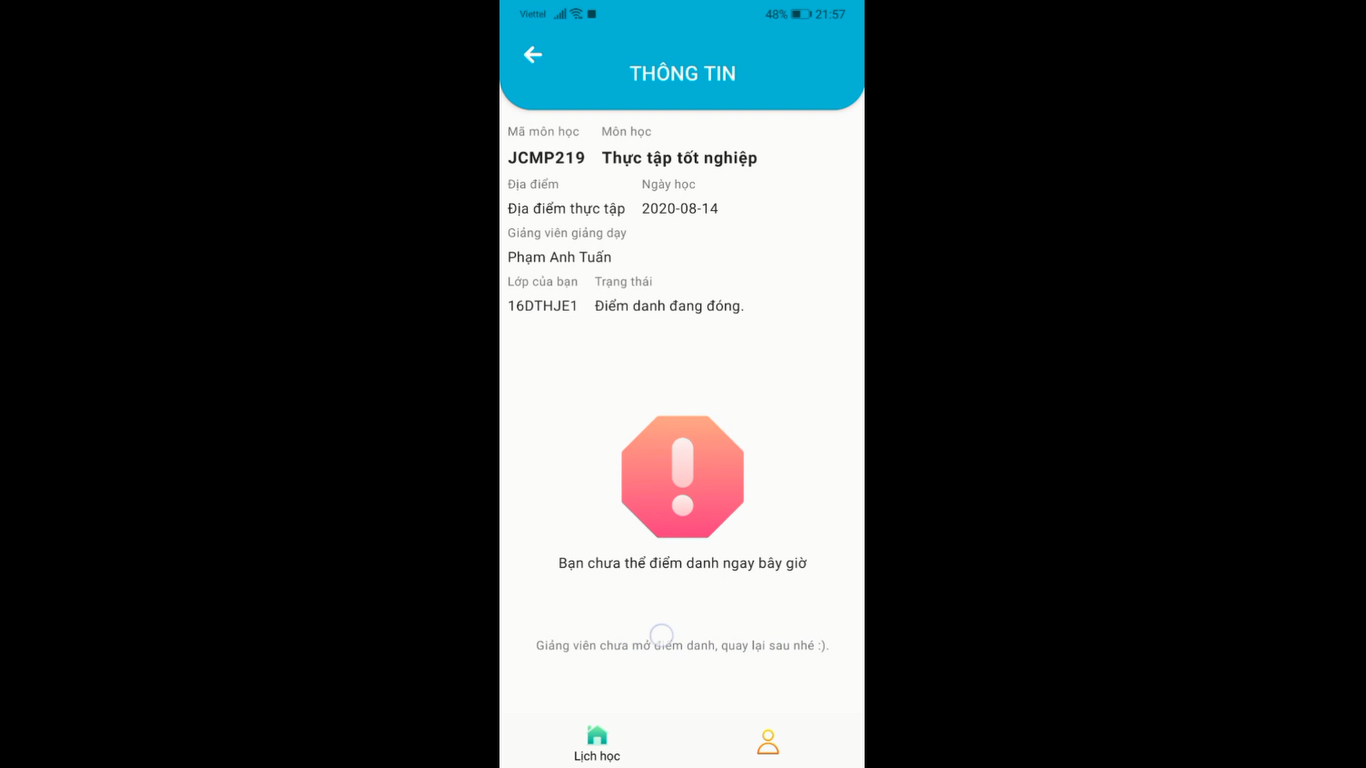 Viettel 48% 21:57
THÔNG TIN
Mã môn học Môn học
JCMP219 Thực tập tốt nghiệp
Địa điểm Ngày học
Địa điểm thực tập 2020-08-14
Giảng viên giảng dạy
Phạm Anh Tuấn
Lớp của bạn Trạng thái
16DTHJE1 Điểm danh đang đóng.
Bạn chưa thể điểm danh ngay bây giờ
Giảng viên chưa mở điểm danh, quay lại sau nhé :).
Lịch học